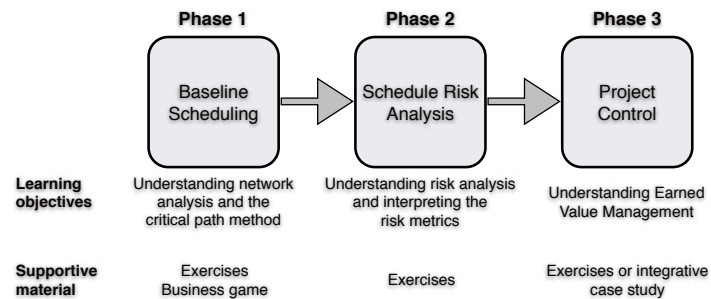 Phase 1
Phase 2
Phase 3
Baseline
Scheduling
Schedule Risk
Analysis
Project
Control
Learning
objectives
Understanding network
analysis and the
critical path method
Understanding risk analysis
and interpreting the
risk metrics
Understanding Earned
Value Management
Supportive
material
Exercises
Business game
Exercises
Exercises or integrative
case study